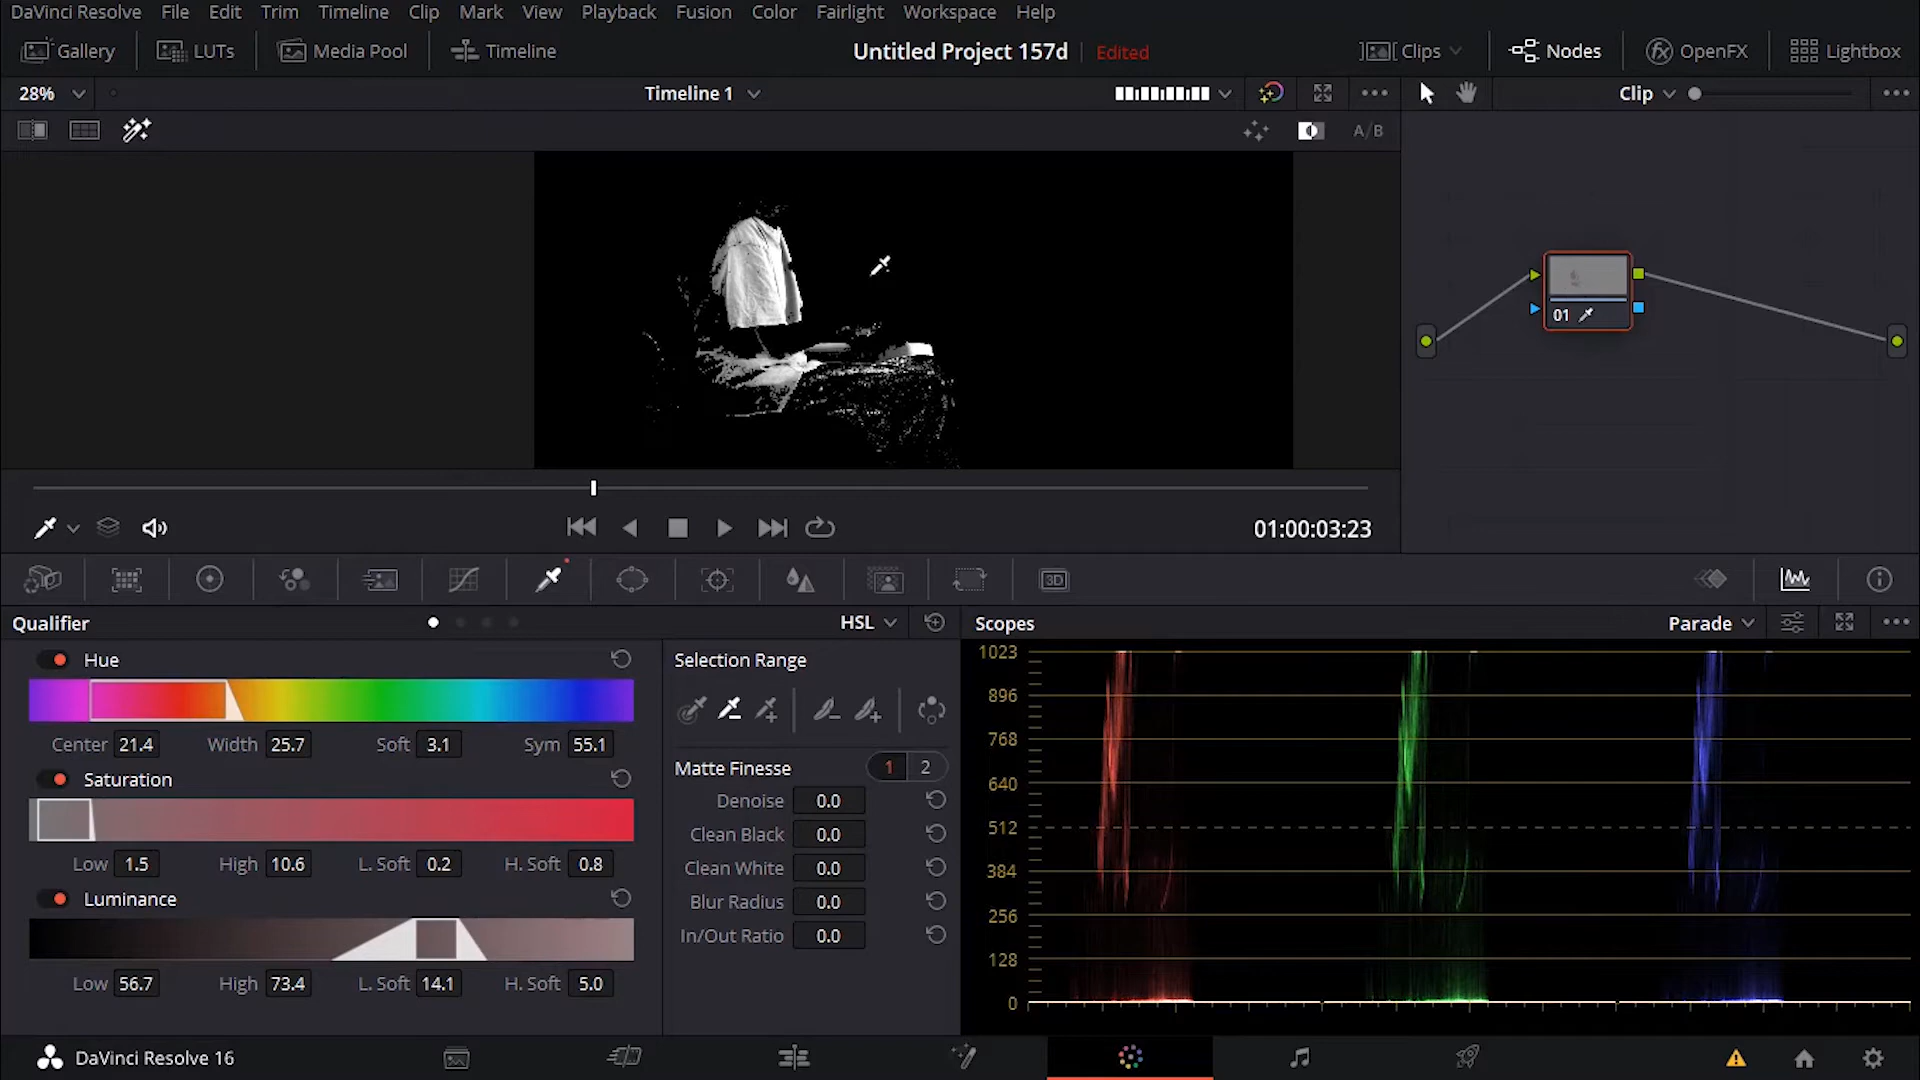 DaVinci Resolve File Edit Trim Timeline Clip Mark View Playback Fusion Color Fairlight Workspace Help
Gallery LUTs Media Pool Timeline Untitled Project 157d Edited Clips Nodes OpenFX Lightbox
28% Timeline 1 Clip
A/B
01
01:00:03:23
3D
Qualifier HSL Scopes Parade
Hue Selection Range
Center 21.4 Width 25.7 Soft 3.1 Sym 55.1
Saturation
Low 1.5 High 10.6 L. Soft 0.2 H. Soft 0.8
Luminance
Low 56.7 High 73.4 L. Soft 14.1 H. Soft 5.0
Matte Finesse 1 2
Denoise 0.0
Clean Black 0.0
Clean White 0.0
Blur Radius 0.0
In/Out Ratio 0.0
1023
896
768
640
512
384
256
128
0
DaVinci Resolve 16